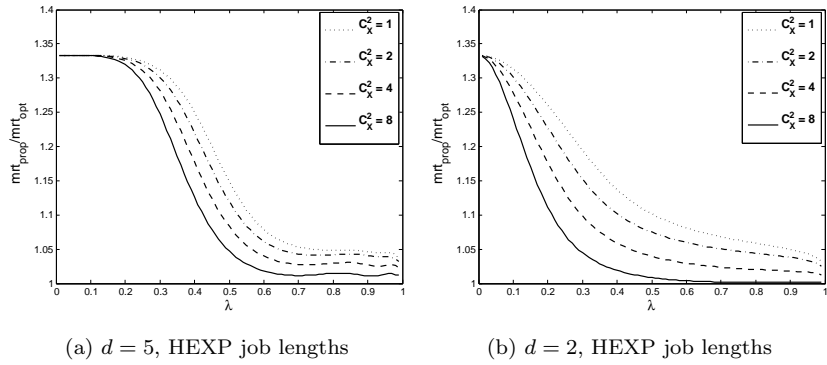 1.4
1.35
1.3
1.25
1.2
1.15
1.1
1.05
1
mrt_prop/mrt_opt
0 0.1 0.2 0.3 0.4 0.5 0.6 0.7 0.8 0.9 1
λ
C_X^2 = 1
C_X^2 = 2
C_X^2 = 4
C_X^2 = 8
(a) d = 5, HEXP job lengths
1.4
1.35
1.3
1.25
1.2
1.15
1.1
1.05
1
mrt_prop/mrt_opt
0 0.1 0.2 0.3 0.4 0.5 0.6 0.7 0.8 0.9 1
λ
C_X^2 = 1
C_X^2 = 2
C_X^2 = 4
C_X^2 = 8
(b) d = 2, HEXP job lengths